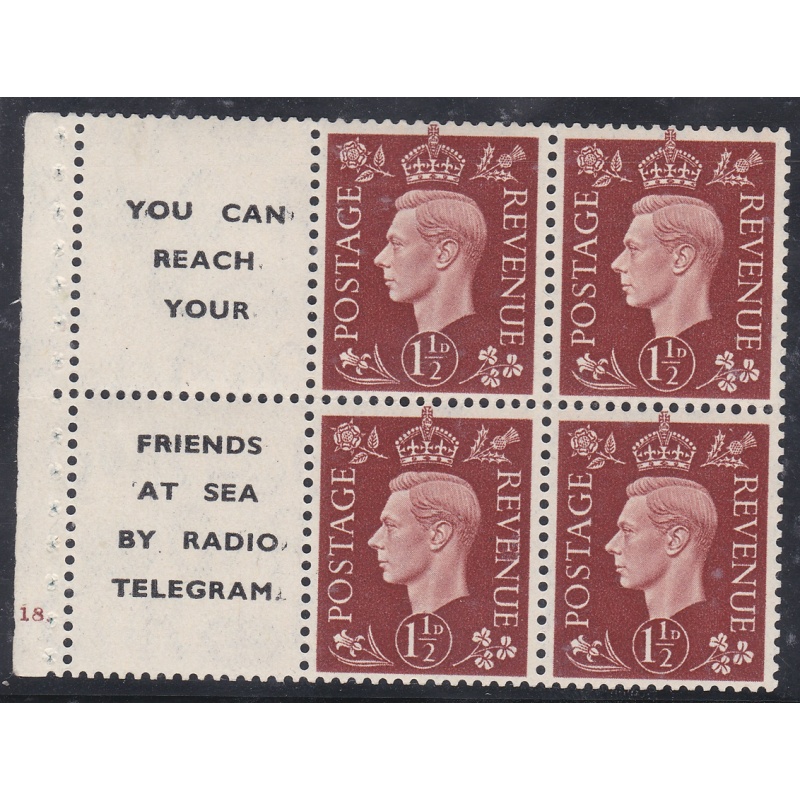 YOU CAN
REACH
YOUR
FRIENDS
AT SEA
BY RADIO
TELEGRAM
18.
POSTAGE
REVENUE
1½D
POSTAGE
REVENUE
1½D
POSTAGE
REVENUE
1½D
POSTAGE
REVENUE
1½D